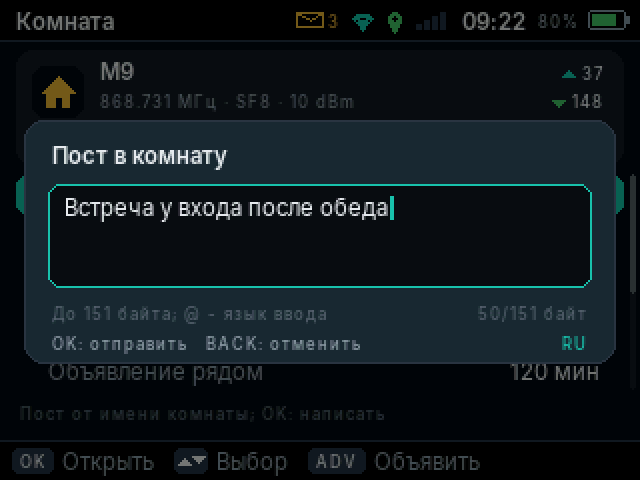 Комната 3 09:22 80%
M9 37
868.731 МГц · SF8 · 10 dBm 148
Пост в комнату
Встреча у входа после обеда
До 151 байта; @ - язык ввода 50/151 байт
OK: отправить BACK: отменить RU
Объявление рядом 120 мин
Пост от имени комнаты; OK: написать
OK Открыть Выбор ADV Объявить